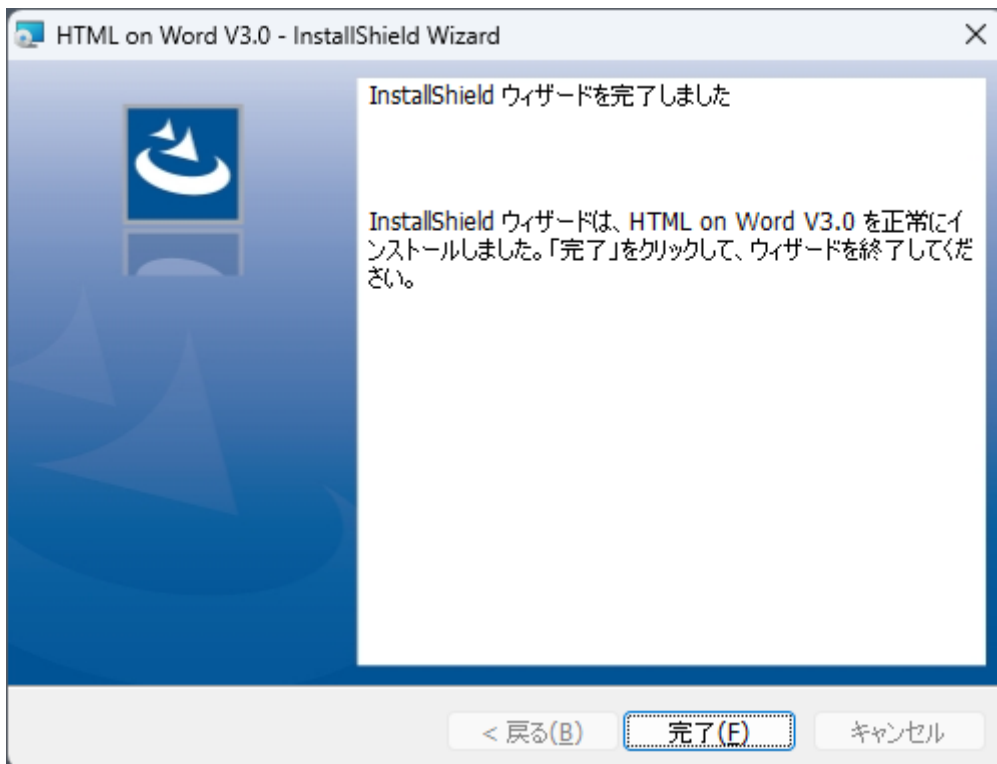 HTML on Word V3.0 - InstallShield Wizard
InstallShield ウィザードを完了しました
InstallShield ウィザードは、HTML on Word V3.0 を正常にイ
ンストールしました。「完了」をクリックして、ウィザードを終了してくだ
さい。
< 戻る(B)
完了(F)
キャンセル